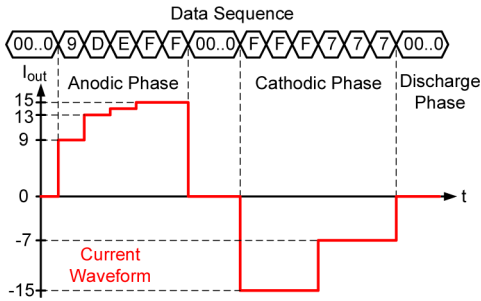 Data Sequence
00..0 9 D E F F 00..0 F F F 7 7 7 00..0
Iout Anodic Phase Cathodic Phase Discharge
Phase
15
13
9
0 t
-7
Current
Waveform
-15